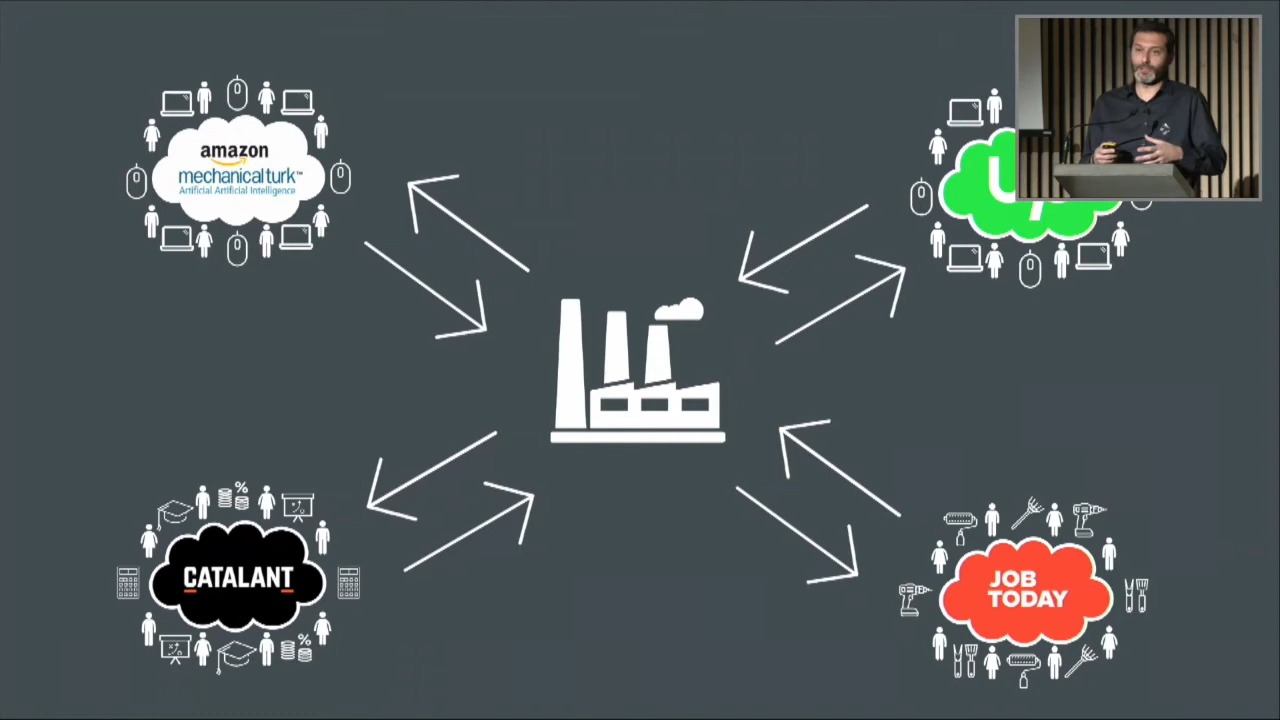 amazon
mechanicalturk™
Artificial Artificial Intelligence
CATALANT
JOB
TODAY